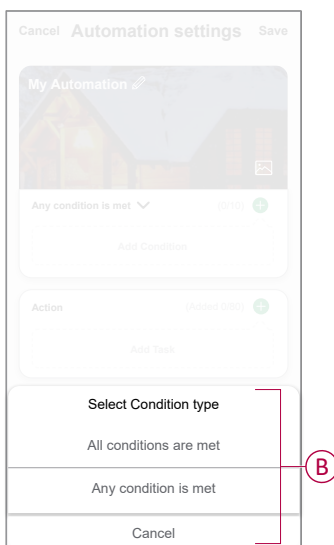 Cancel Automation settings Save
My Automation
Any condition is met (0/10)
Add Condition
Action (Added 0/30)
Add Task
Select Condition type
All conditions are met
Any condition is met
Cancel
B